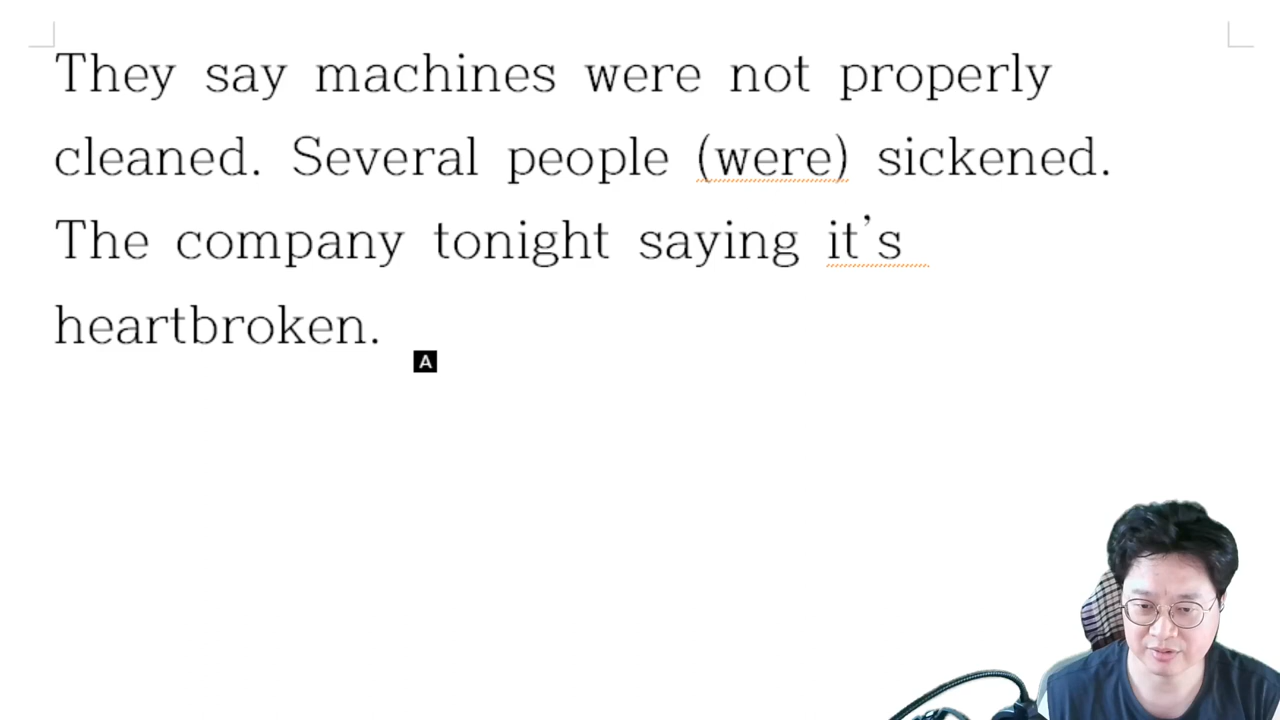 They say machines were not properly
cleaned. Several people (were) sickened.
The company tonight saying it's
heartbroken.
A